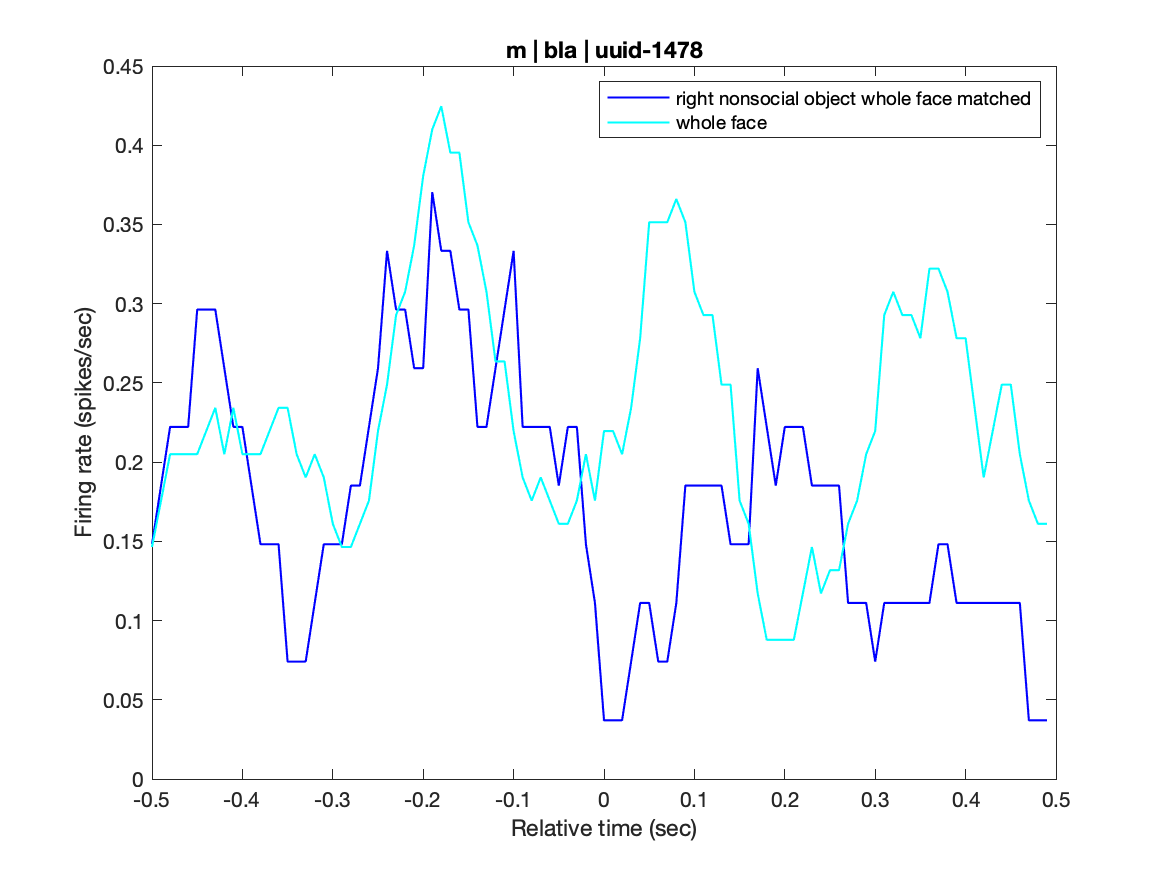 m | bla | uuid-1478
right nonsocial object whole face matched
whole face
Firing rate (spikes/sec)
0.45
0.4
0.35
0.3
0.25
0.2
0.15
0.1
0.05
0
-0.5 -0.4 -0.3 -0.2 -0.1 0 0.1 0.2 0.3 0.4 0.5
Relative time (sec)